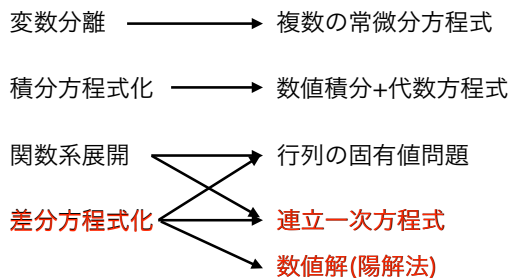 変数分離
複数の常微分方程式
積分方程式化
数値積分+代数方程式
関数系展開
行列の固有値問題
差分方程式化
連立一次方程式
数値解(陽解法)